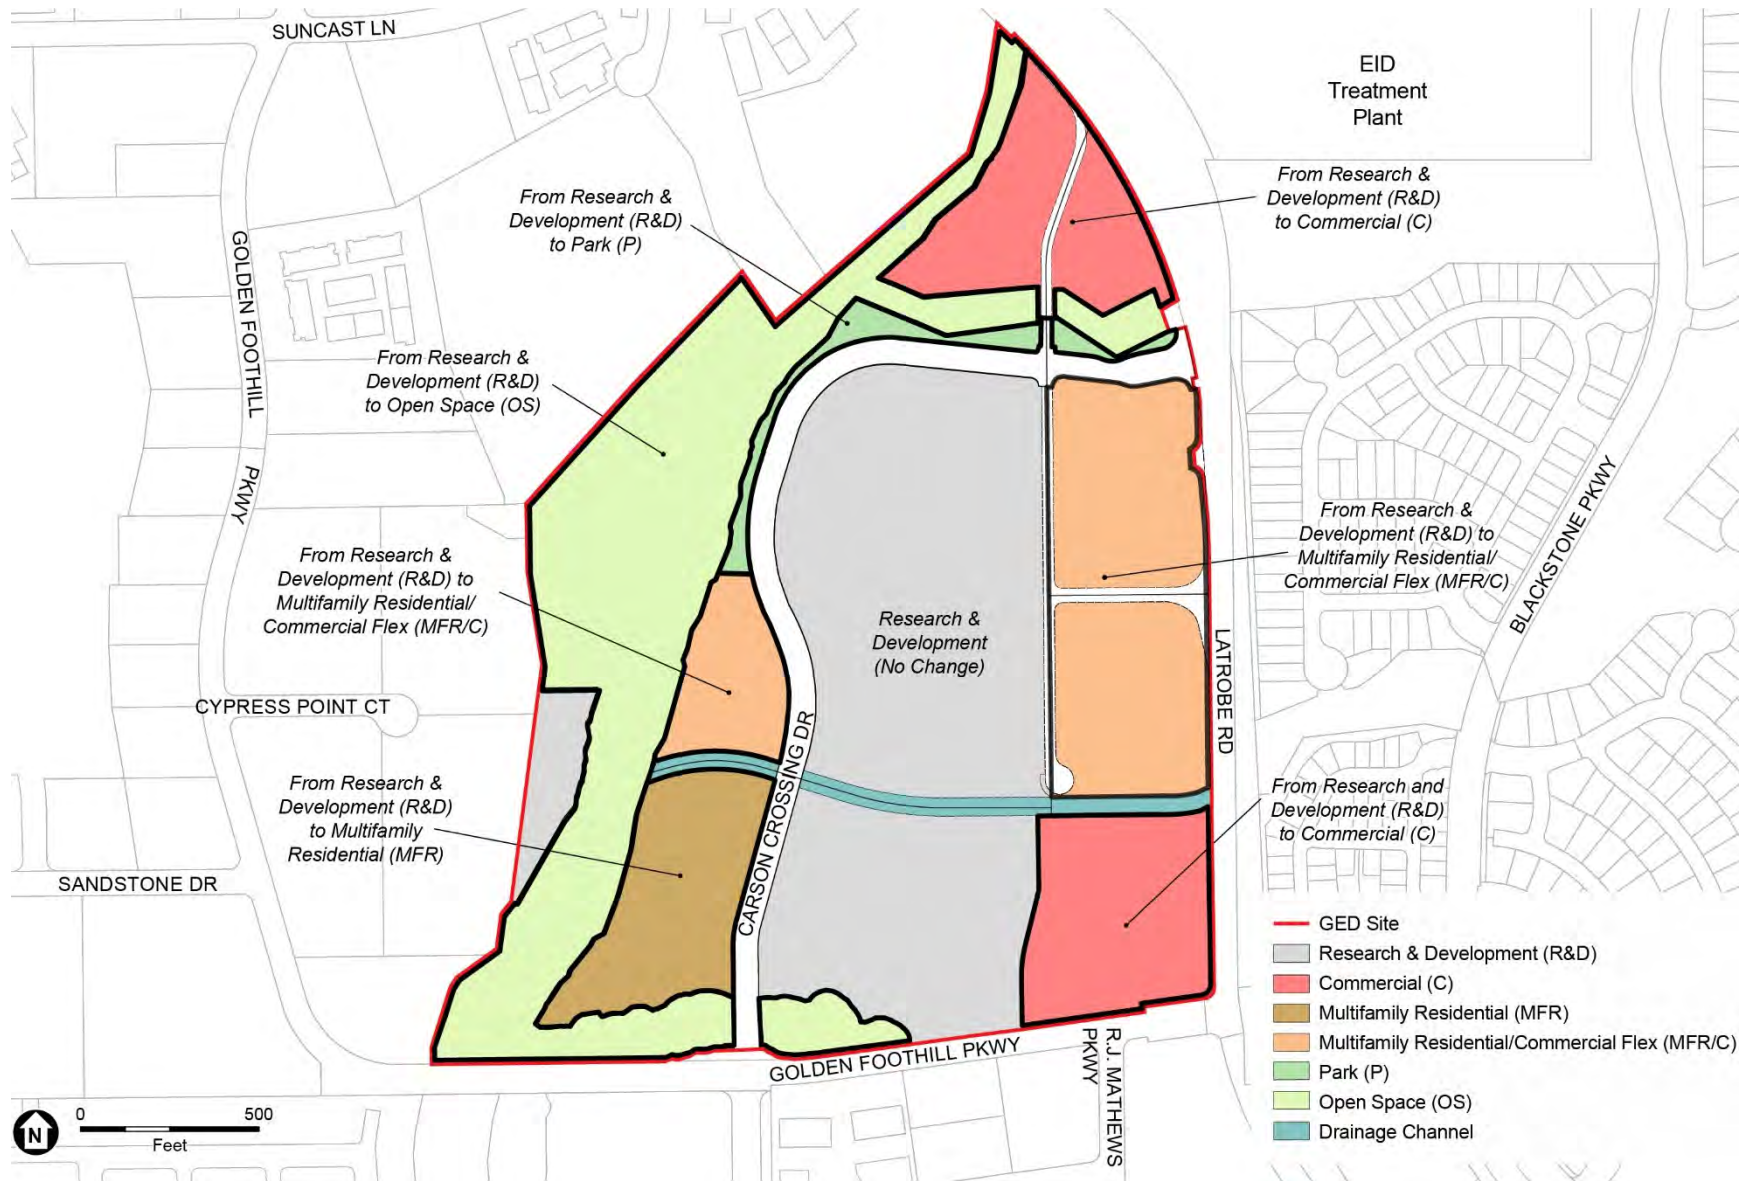 SUNCAST LN
EID
Treatment
Plant
From Research &
Development (R&D)
to Commercial (C)
From Research &
Development (R&D)
to Park (P)
GOLDEN FOOTHILL
PKWY
From Research &
Development (R&D)
to Open Space (OS)
From Research &
Development (R&D) to
Multifamily Residential/
Commercial Flex (MFR/C)
From Research &
Development (R&D) to
Multifamily Residential/
Commercial Flex (MFR/C)
BLACKSTONE PKWY
Research &
Development
(No Change)
LATROBE RD
CYPRESS POINT CT
CARSON CROSSING DR
From Research &
Development (R&D)
to Multifamily
Residential (MFR)
From Research and
Development (R&D)
to Commercial (C)
SANDSTONE DR
GOLDEN FOOTHILL PKWY
R.J. MATHEWS
PKWY
GED Site
Research & Development (R&D)
Commercial (C)
Multifamily Residential (MFR)
Multifamily Residential/Commercial Flex (MFR/C)
Park (P)
Open Space (OS)
Drainage Channel
N
0 500
Feet